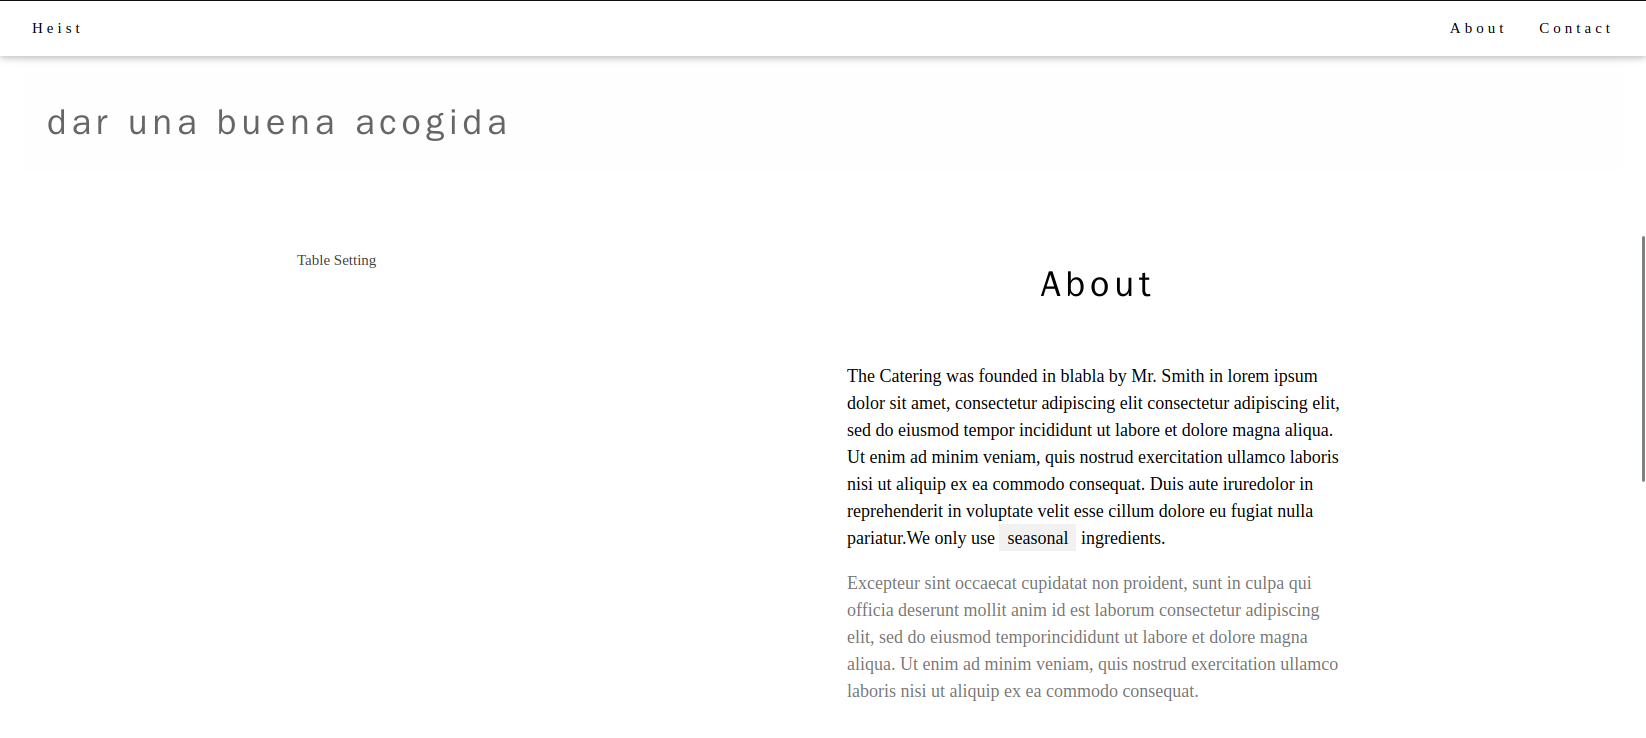 Heist
About
Contact
dar una buena acogida
Table Setting
About
The Catering was founded in blabla by Mr. Smith in lorem ipsum
dolor sit amet, consectetur adipiscing elit consectetur adipiscing elit,
sed do eiusmod tempor incididunt ut labore et dolore magna aliqua.
Ut enim ad minim veniam, quis nostrud exercitation ullamco laboris
nisi ut aliquip ex ea commodo consequat. Duis aute iruredolor in
reprehenderit in voluptate velit esse cillum dolore eu fugiat nulla
pariatur.We only use seasonal ingredients.
Excepteur sint occaecat cupidatat non proident, sunt in culpa qui
officia deserunt mollit anim id est laborum consectetur adipiscing
elit, sed do eiusmod temporincididunt ut labore et dolore magna
aliqua. Ut enim ad minim veniam, quis nostrud exercitation ullamco
laboris nisi ut aliquip ex ea commodo consequat.